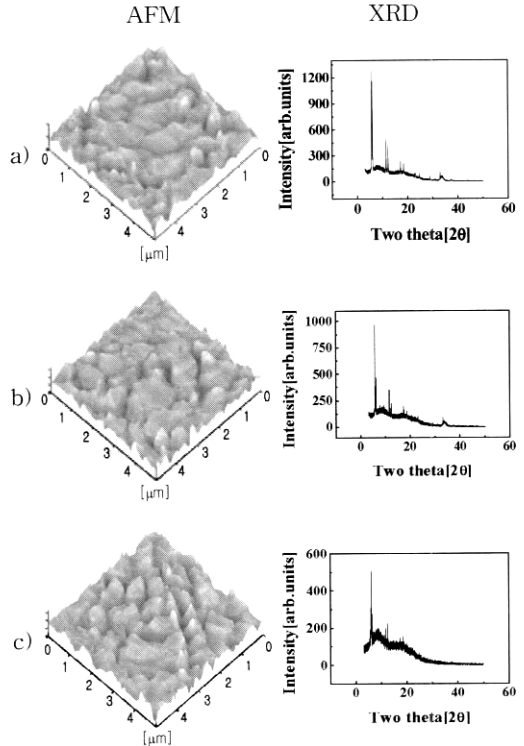 AFM XRD
a)
0 1 2 3 4
0 1 2 3 4
[μm]
Intensity[arb.units]
1200
900
600
300
0
0 20 40 60
Two theta[2θ]
b)
0 1 2 3 4
0 1 2 3 4
[μm]
Intensity[arb.units]
1000
750
500
250
0
0 20 40 60
Two theta[2θ]
c)
0 1 2 3 4
0 1 2 3 4
[μm]
Intensity[arb.units]
600
400
200
0
0 20 40 60
Two theta[2θ]